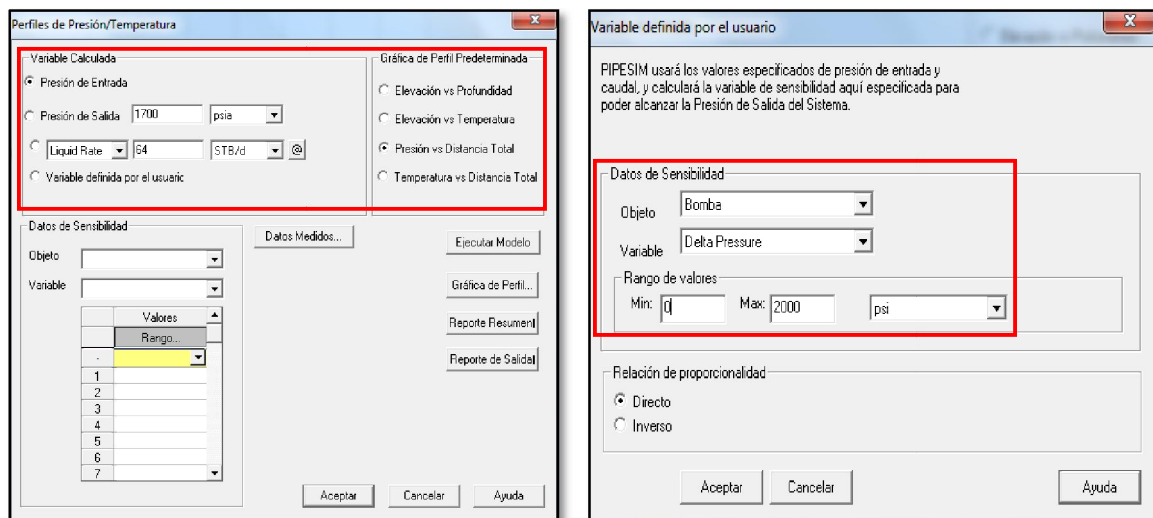 Perfiles de Presión/Temperatura
x
Variable Calculada
Presión de Entrada
Presión de Salida 1700 psia
Liquid Rate 64 STB/d @
Variable definida por el usuaric
Gráfica de Perfil Predeterminada
Elevación vs Profundidad
Elevación vs Temperatura
Presión vs Distancia Total
Temperatura vs Distancia Total
Datos de Sensibilidad
Objeto
Variable
Valores
Rango...
1
2
3
4
5
6
7
Datos Medidos...
Ejecutar Modelo
Gráfica de Perfil...
Reporte Resumen
Reporte de Salida
Aceptar Cancelar Ayuda
Variable definida por el usuario
X
PIPESIM usará los valores especificados de presión de entrada y
caudal, y calculará la variable de sensibilidad aquí especificada para
poder alcanzar la Presión de Salida del Sistema.
Datos de Sensibilidad
Objeto Bomba
Variable Delta Pressure
Rango de valores
Min: 0 Max: 2000 psi
Relación de proporcionalidad
Directo
Inverso
Aceptar Cancelar Ayuda